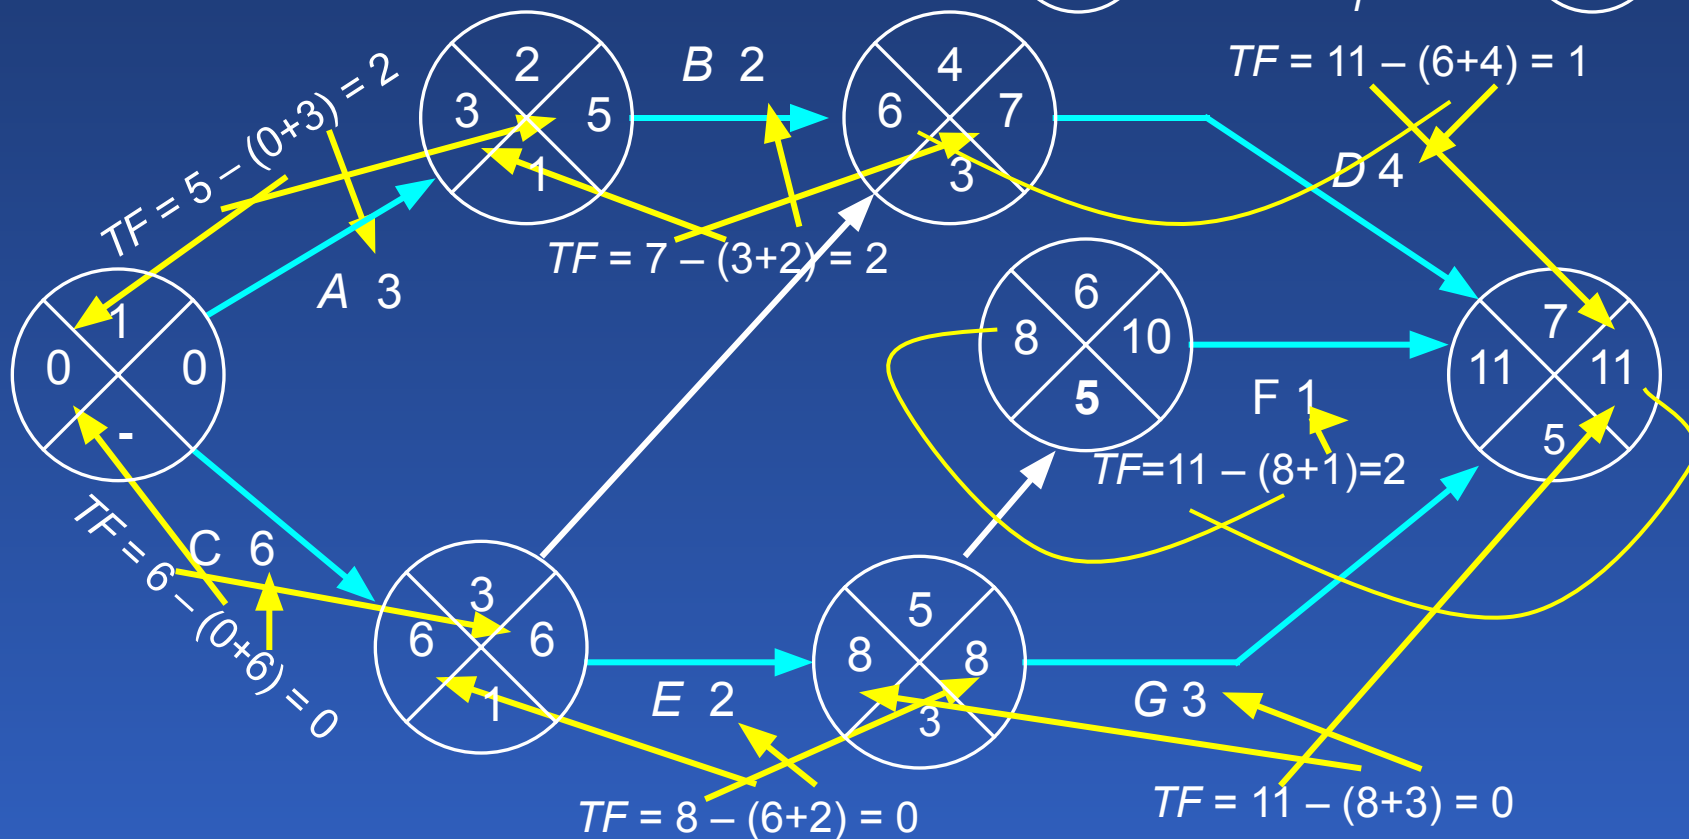 2
3
5
1
B 2
4
6
7
3
TF = 11 – (6+4) = 1
D 4
TF = 5 – (0+3) = 2
A 3
TF = 7 – (3+2) = 2
1
0
0
-
6
8
10
5
F 1
TF=11 – (8+1)=2
7
11
11
5
C 6
TF = 6 – (0+6) = 0
3
6
6
1
E 2
TF = 8 – (6+2) = 0
5
8
8
3
G 3
TF = 11 – (8+3) = 0